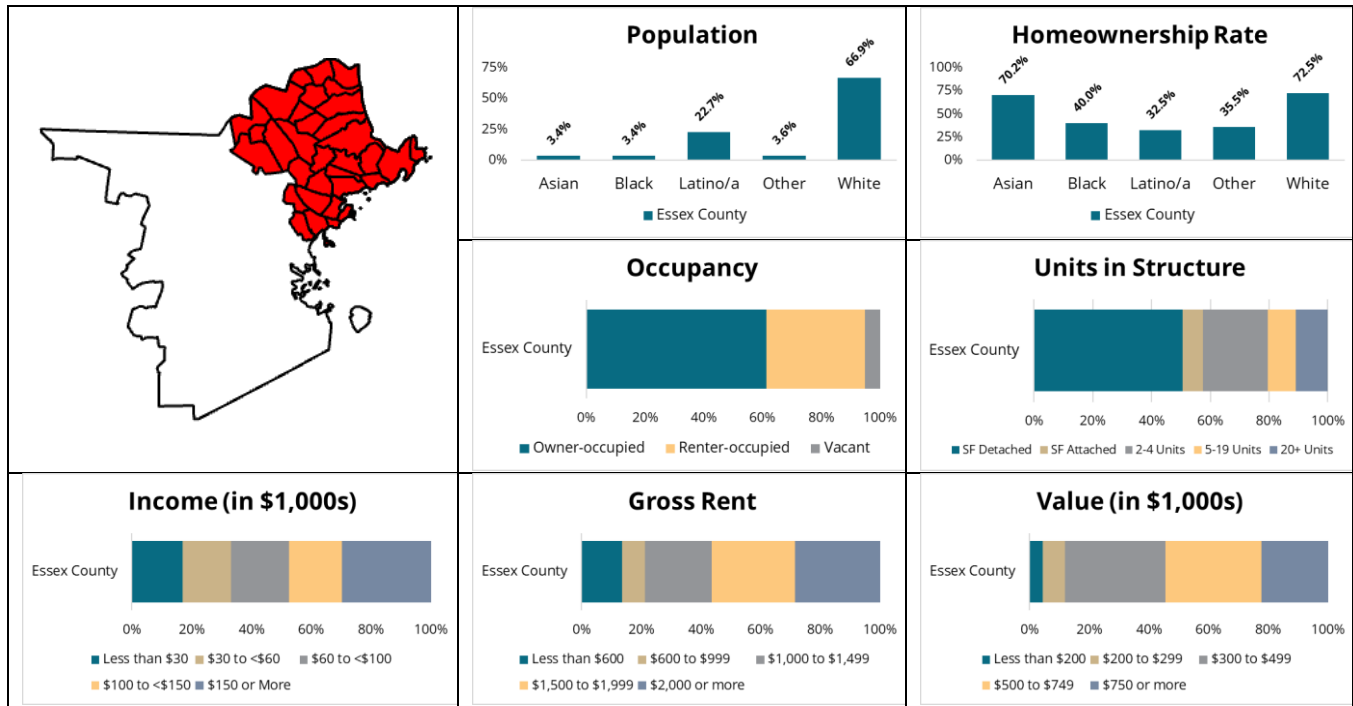 Population
75%
50%
25%
0%
3.4%
3.4%
22.7%
3.6%
66.9%
Asian Black Latino/a Other White
Essex County
Homeownership Rate
100%
75%
50%
25%
0%
70.2%
40.0%
32.5%
35.5%
72.5%
Asian Black Latino/a Other White
Essex County
Occupancy
Essex County
0% 20% 40% 60% 80% 100%
Owner-occupied Renter-occupied Vacant
Units in Structure
Essex County
0% 20% 40% 60% 80% 100%
SF Detached SF Attached 2-4 Units 5-19 Units 20+ Units
Income (in $1,000s)
Essex County
0% 20% 40% 60% 80% 100%
Less than $30 $30 to <$60 $60 to <$100
$100 to <$150 $150 or More
Gross Rent
Essex County
0% 20% 40% 60% 80% 100%
Less than $600 $600 to $999 $1,000 to $1,499
$1,500 to $1,999 $2,000 or more
Value (in $1,000s)
Essex County
0% 20% 40% 60% 80% 100%
Less than $200 $200 to $299 $300 to $499
$500 to $749 $750 or more